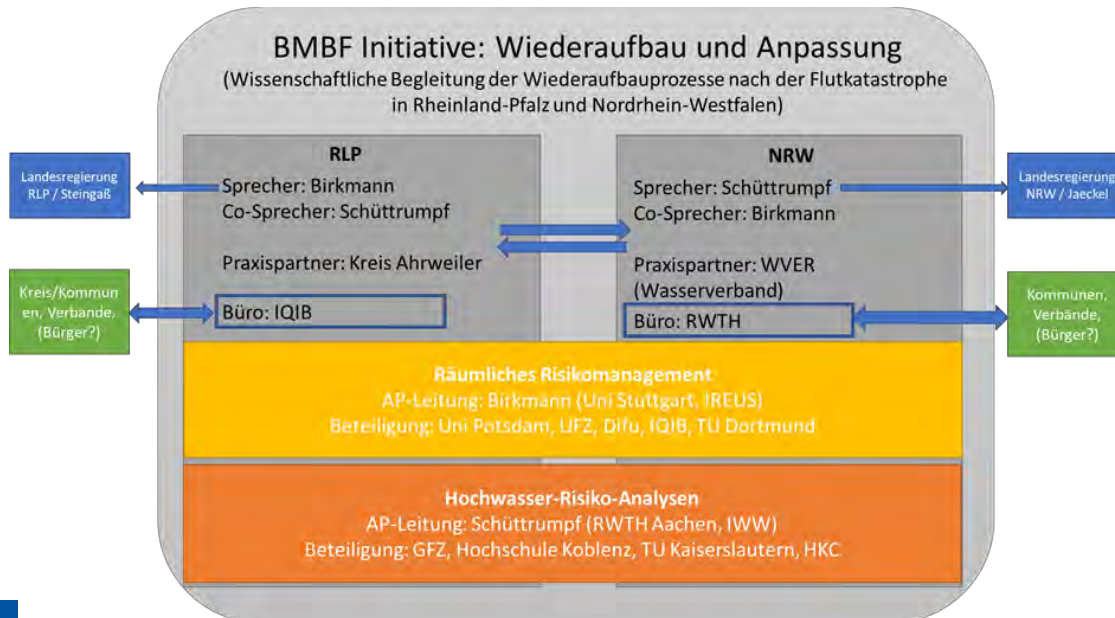 BMBF Initiative: Wiederaufbau und Anpassung
(Wissenschaftliche Begleitung der Wiederaufbauprozesse nach der Flutkatastrophe
in Rheinland-Pfalz und Nordrhein-Westfalen)
Landesregierung
RLP / Steingaß
Kreis/Kommun
en, Verbände,
(Bürger?)
RLP
Sprecher: Birkmann
Co-Sprecher: Schüttrumpf
Praxispartner: Kreis Ahrweiler
Büro: IQIB
NRW
Sprecher: Schüttrumpf
Co-Sprecher: Birkmann
Praxispartner: WVER
(Wasserverband)
Büro: RWTH
Landesregierung
NRW / Jaeckel
Kommunen,
Verbände,
(Bürger?)
Räumliches Risikomanagement
AP-Leitung: Birkmann (Uni Stuttgart, IREUS)
Beteiligung: Uni Potsdam, UFZ, Difu, IQIB, TU Dortmund
Hochwasser-Risiko-Analysen
AP-Leitung: Schüttrumpf (RWTH Aachen, IWW)
Beteiligung: GFZ, Hochschule Koblenz, TU Kaiserslautern, HKC